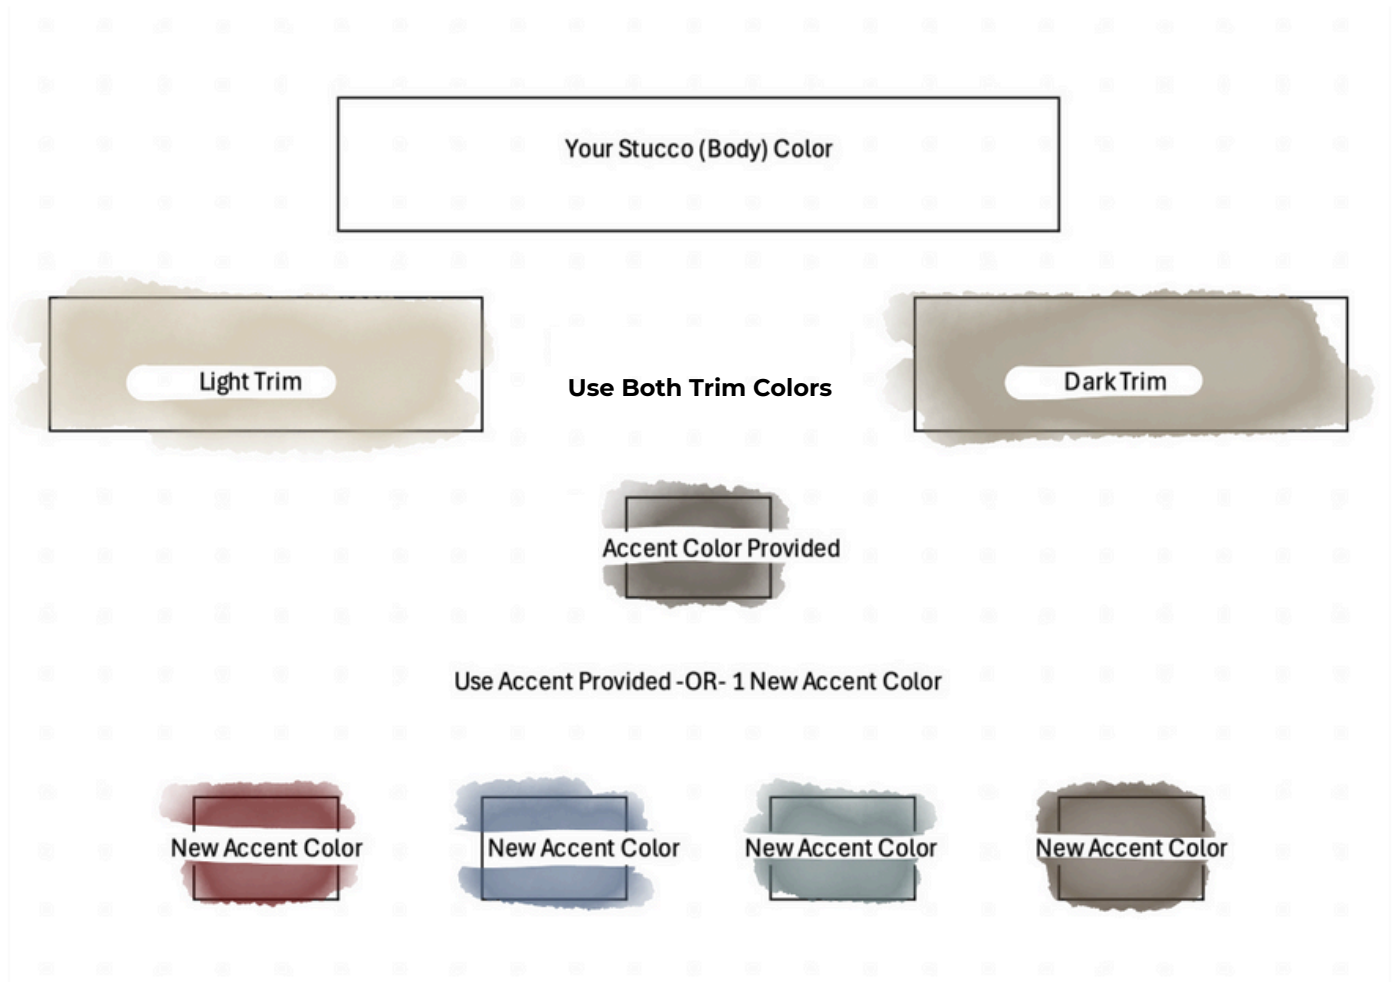 Your Stucco (Body) Color
Light Trim
Use Both Trim Colors
Dark Trim
Accent Color Provided
Use Accent Provided -OR- 1 New Accent Color
New Accent Color
New Accent Color
New Accent Color
New Accent Color